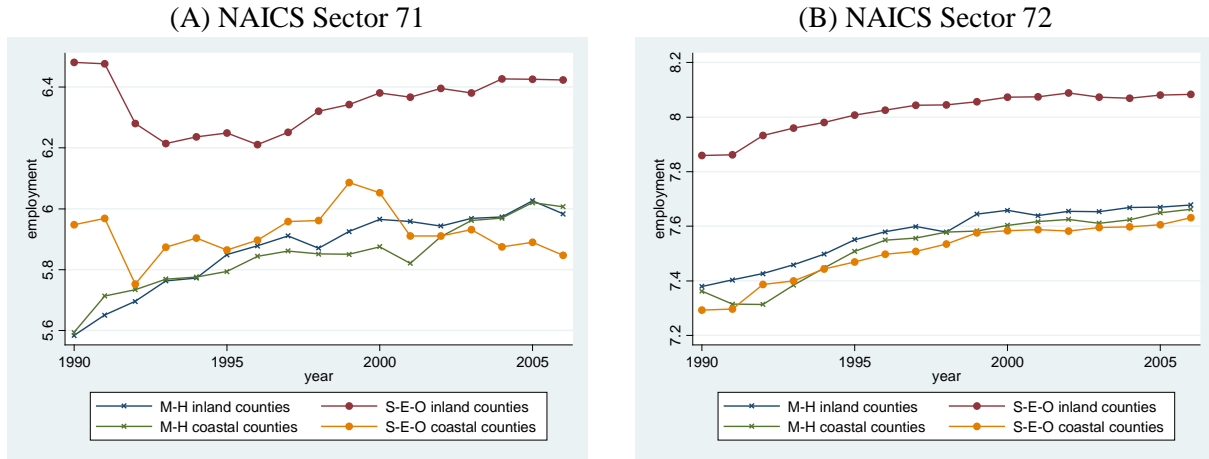 (A) NAICS Sector 71
employment
5.6 5.8 6 6.2 6.4
1990 1995 2000 2005
year
M-H inland counties S-E-O inland counties
M-H coastal counties S-E-O coastal counties
(B) NAICS Sector 72
employment
7.2 7.4 7.6 7.8 8 8.2
1990 1995 2000 2005
year
M-H inland counties S-E-O inland counties
M-H coastal counties S-E-O coastal counties